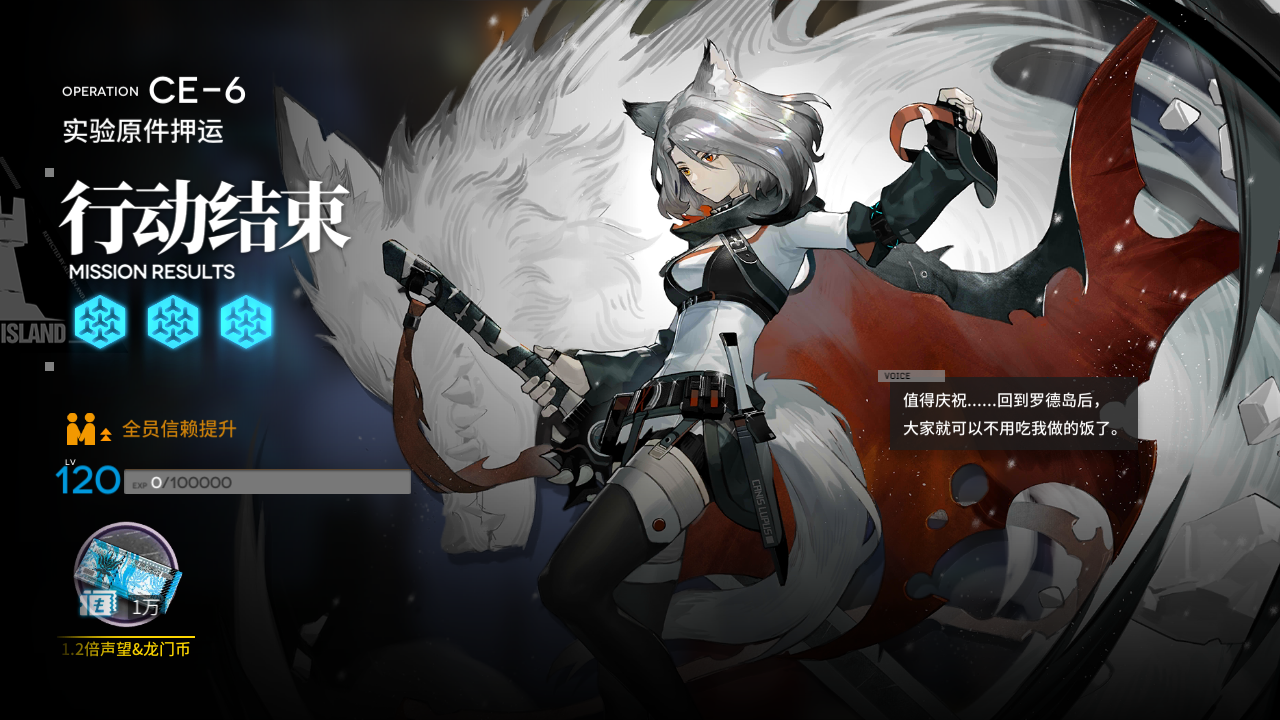 OPERATION CE-6
实验原件押运
行动结束
MISSION RESULTS
ISLAND
VOICE
值得庆祝……回到罗德岛后，
大家就可以不用吃我做的饭了。
全员信赖提升
LV
120
EXP 0/100000
CANIS LUPUS
1万
1.2倍声望&龙门币